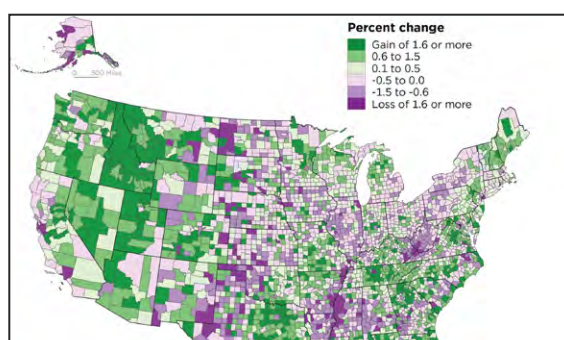 Percent change
Gain of 1.6 or more
0.6 to 1.5
0.1 to 0.5
-0.5 to 0.0
-1.5 to -0.6
Loss of 1.6 or more
0 500 Miles